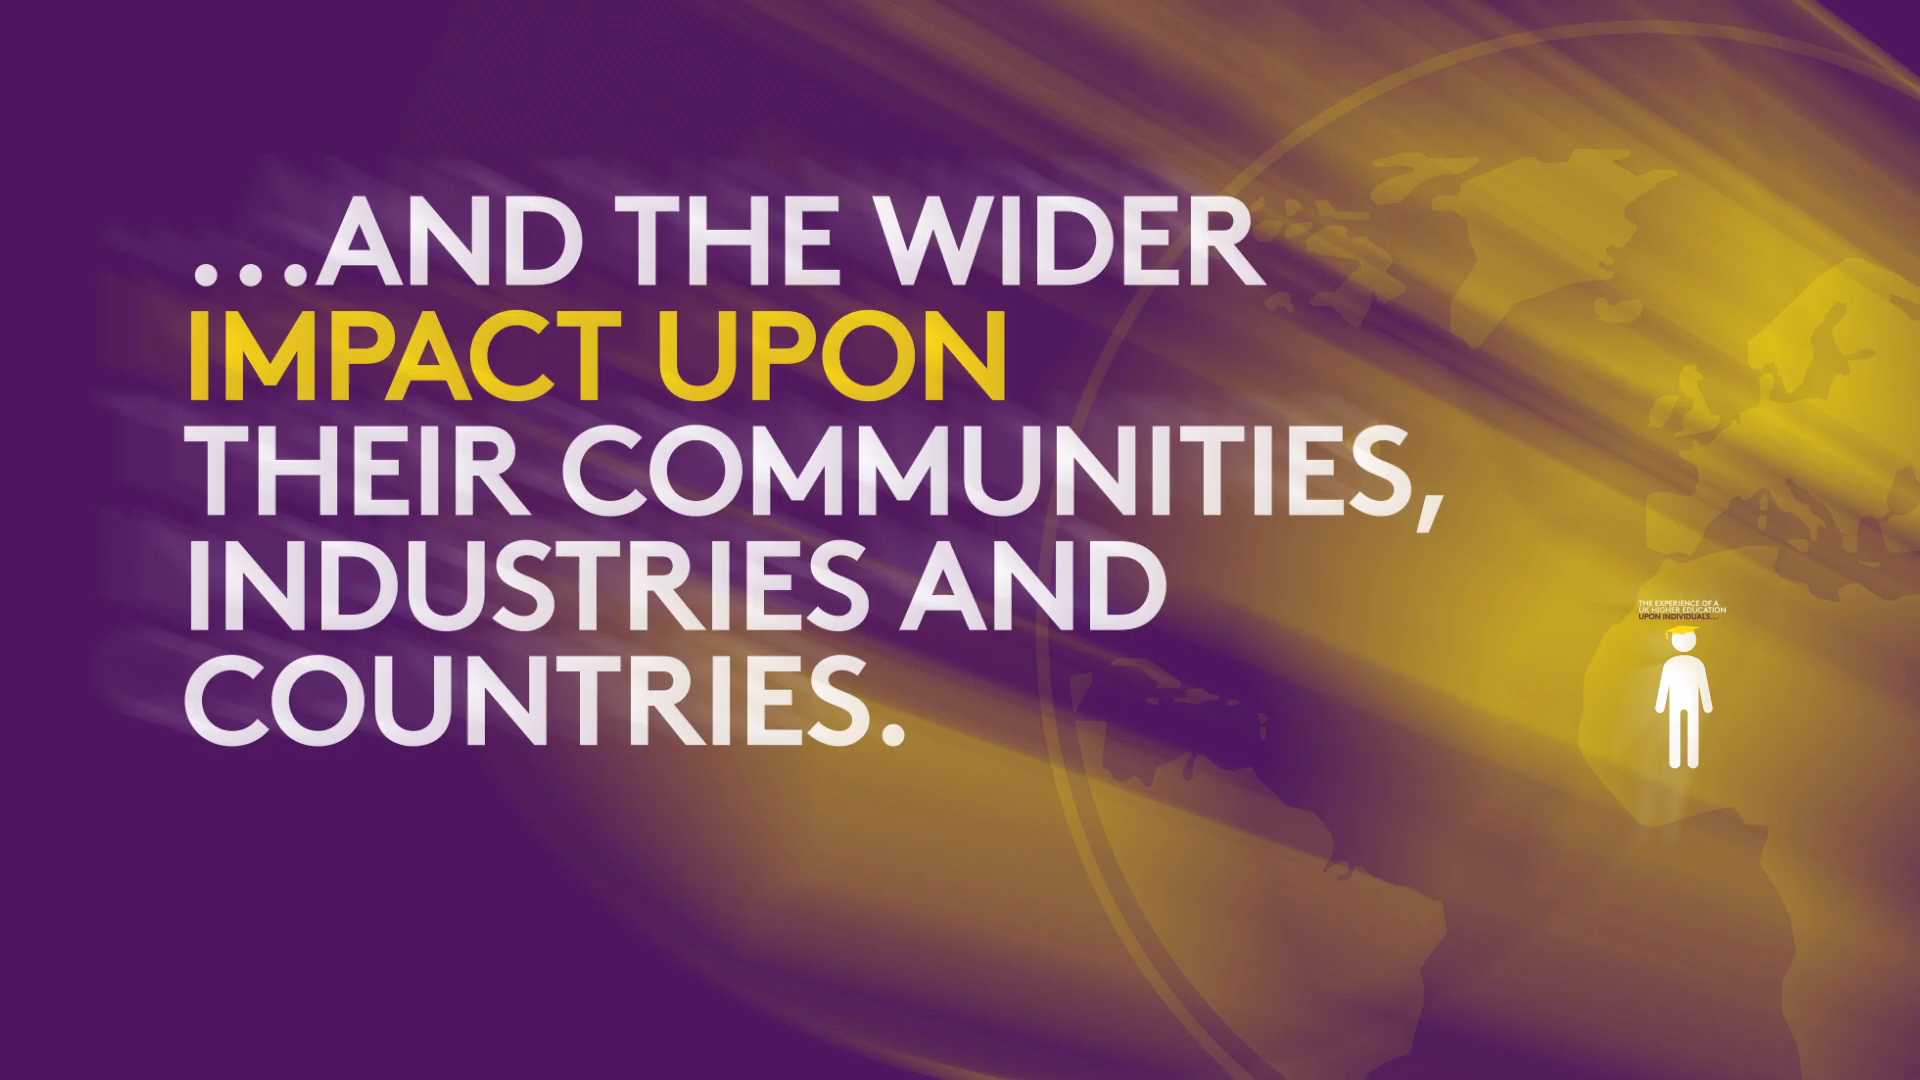 …AND THE WIDER
IMPACT UPON
THEIR COMMUNITIES,
INDUSTRIES AND
COUNTRIES.
THE EXPERIENCE OF A
UK HIGHER EDUCATION
UPON INDIVIDUALS…